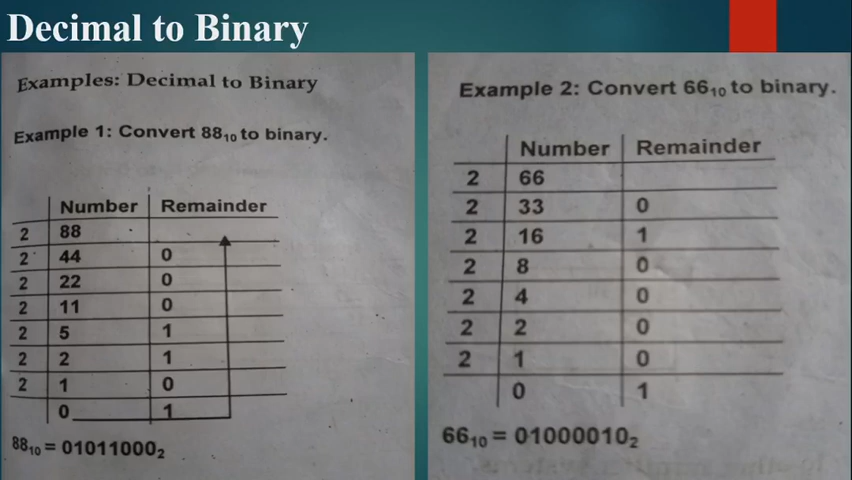 Decimal to Binary
Examples: Decimal to Binary
Example 1: Convert 88₁₀ to binary.
Number Remainder
2 88
2 44 0
2 22 0
2 11 0
2 5 1
2 2 1
2 1 0
0 1
88₁₀ = 01011000₂
Example 2: Convert 66₁₀ to binary.
Number Remainder
2 66
2 33 0
2 16 1
2 8 0
2 4 0
2 2 0
2 1 0
0 1
66₁₀ = 01000010₂